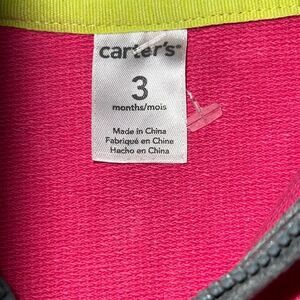 carter's
3
months/mois
Made in China
Fabriqué en Chine
Hecho en China